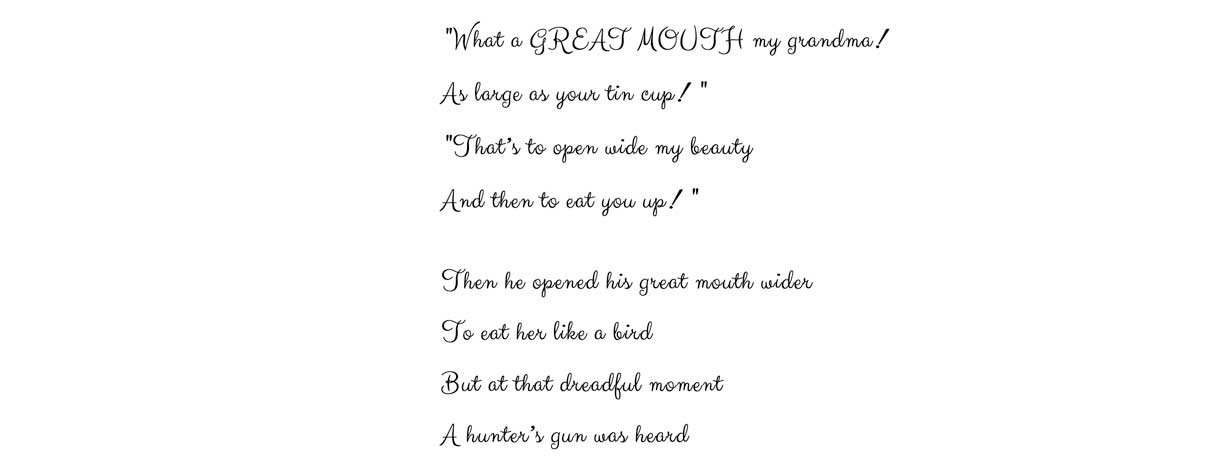 "What a GREAT MOUTH my grandma!
As large as your tin cup! "
"That's to open wide my beauty
And then to eat you up! "
Then he opened his great mouth wider
To eat her like a bird
But at that dreadful moment
A hunter's gun was heard